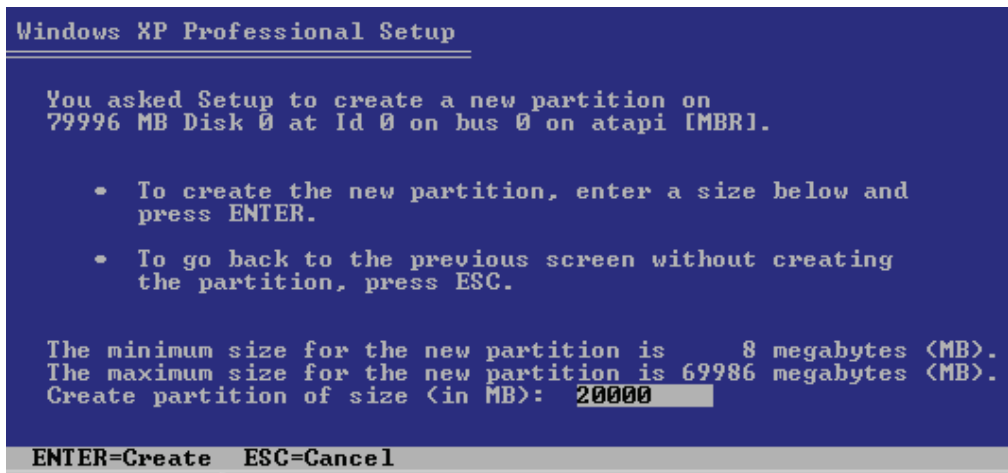 Windows XP Professional Setup
You asked Setup to create a new partition on
79996 MB Disk 0 at Id 0 on bus 0 on atapi [MBR].
• To create the new partition, enter a size below and
press ENTER.
• To go back to the previous screen without creating
the partition, press ESC.
The minimum size for the new partition is 8 megabytes (MB).
The maximum size for the new partition is 69986 megabytes (MB).
Create partition of size (in MB): 20000
ENTER=Create ESC=Cancel